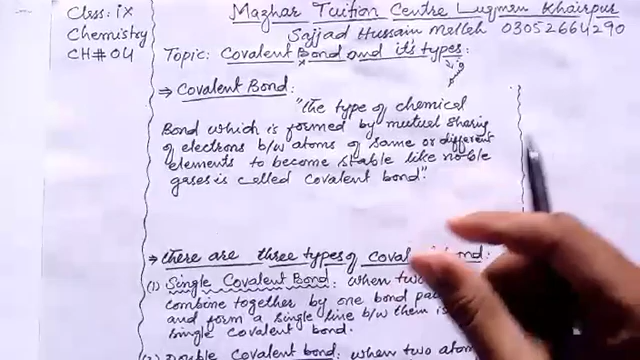 Class: IX
Chemistry
CH# 04
Mazhar Tuition Centre Luqman Khairpur
Sajjad Hussain Melleh 03052664290
Topic: Covalent Bond and it's types:
⇒ Covalent Bond:
"The type of chemical
Bond which is formed by mutual sharing
of electrons b/w atoms of same or different
elements to become stable like noble
gases is called covalent bond"
⇒ There are three types of bond:
(1) Single Covalent Bond: when two
combine together by one bond
and form a single line b/w them is
single covalent bond.
Double Covalent bond: when two atom